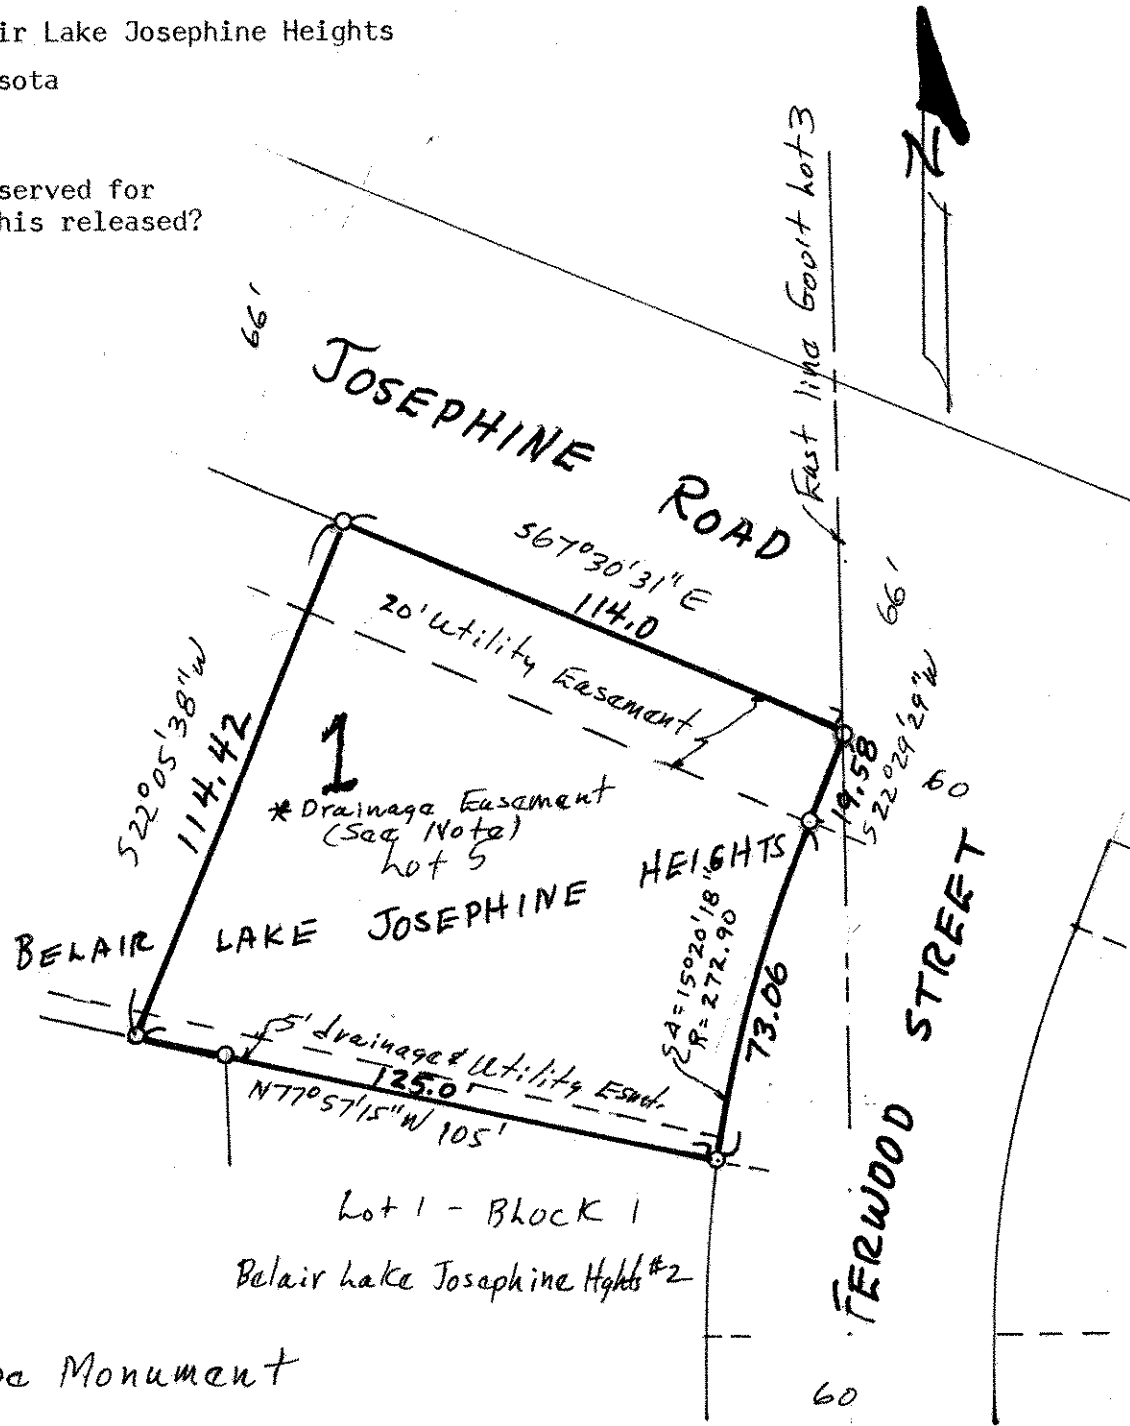 ir Lake Josephine Heights
sota
served for
his released?
N
East line Gov't Lot 3
66'
JOSEPHINE ROAD
S67°30'31"E
114.0
20' Utility Easement
66'
S22°29'29"W
19.58
60
S22°05'38"W
114.42
1
* Drainage Easement
(See Note)
Lot 5
BELAIR LAKE JOSEPHINE HEIGHTS
Δ=15°20'18"
R=272.90
73.06
5' drainage & Utility Esmt.
125.0
N77°57'15"W 105'
TERWOOD STREET
Lot 1 - BLOCK 1
Belair Lake Josephine Hghts #2
Monument
60